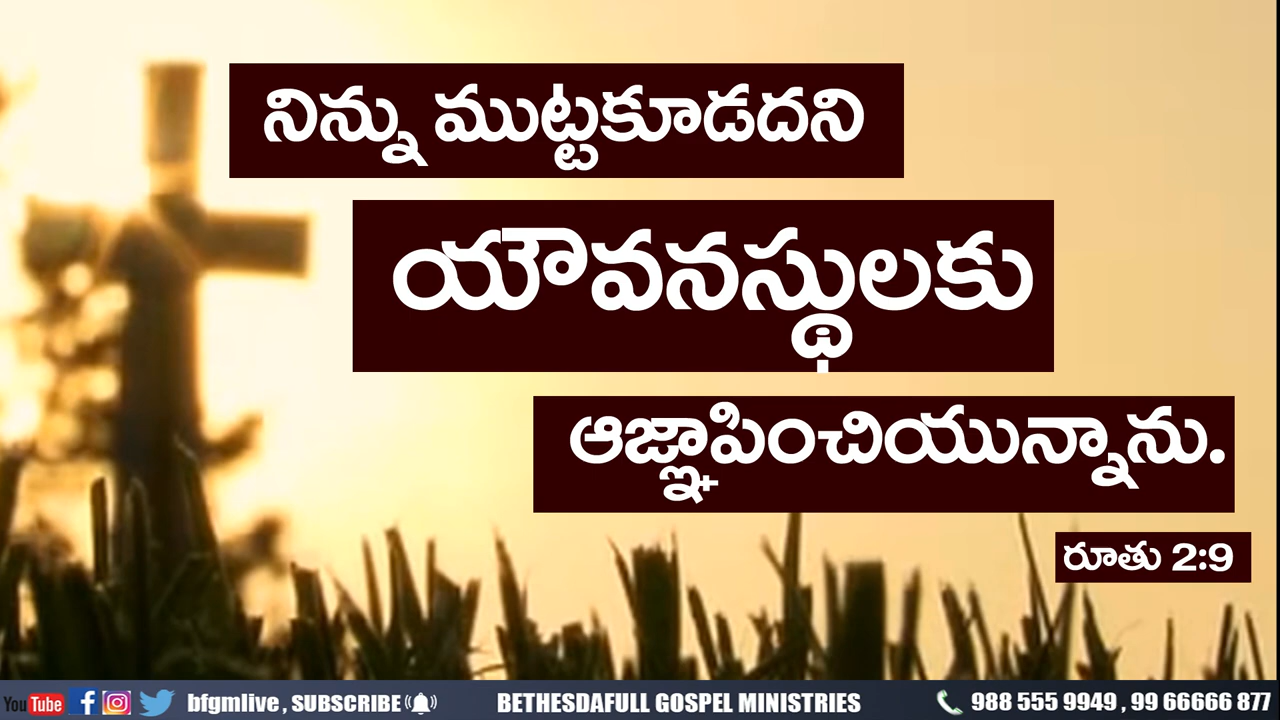 నిన్ను ముట్టకూడదని
యౌవనస్థులకు
ఆజ్ఞాపించియున్నాను.
రూతు 2:9
YouTube bfgmlive , SUBSCRIBE BETHESDAFULL GOSPEL MINISTRIES 988 555 9949 , 99 66666 877